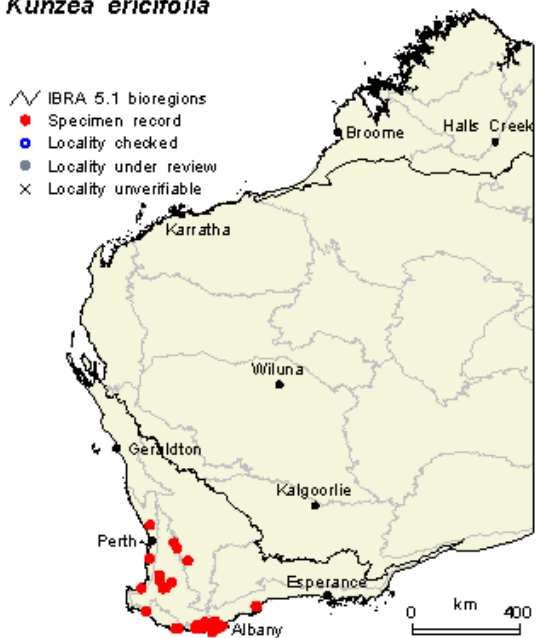 Kunzea ericifolia
IBRA 5.1 bioregions
Specimen record
Locality checked
Locality under review
Locality unverifiable
Broome
Halls Creek
Karratha
Wiluna
Geraldton
Kalgoorlie
Perth
Esperance
Albany
0 km 400